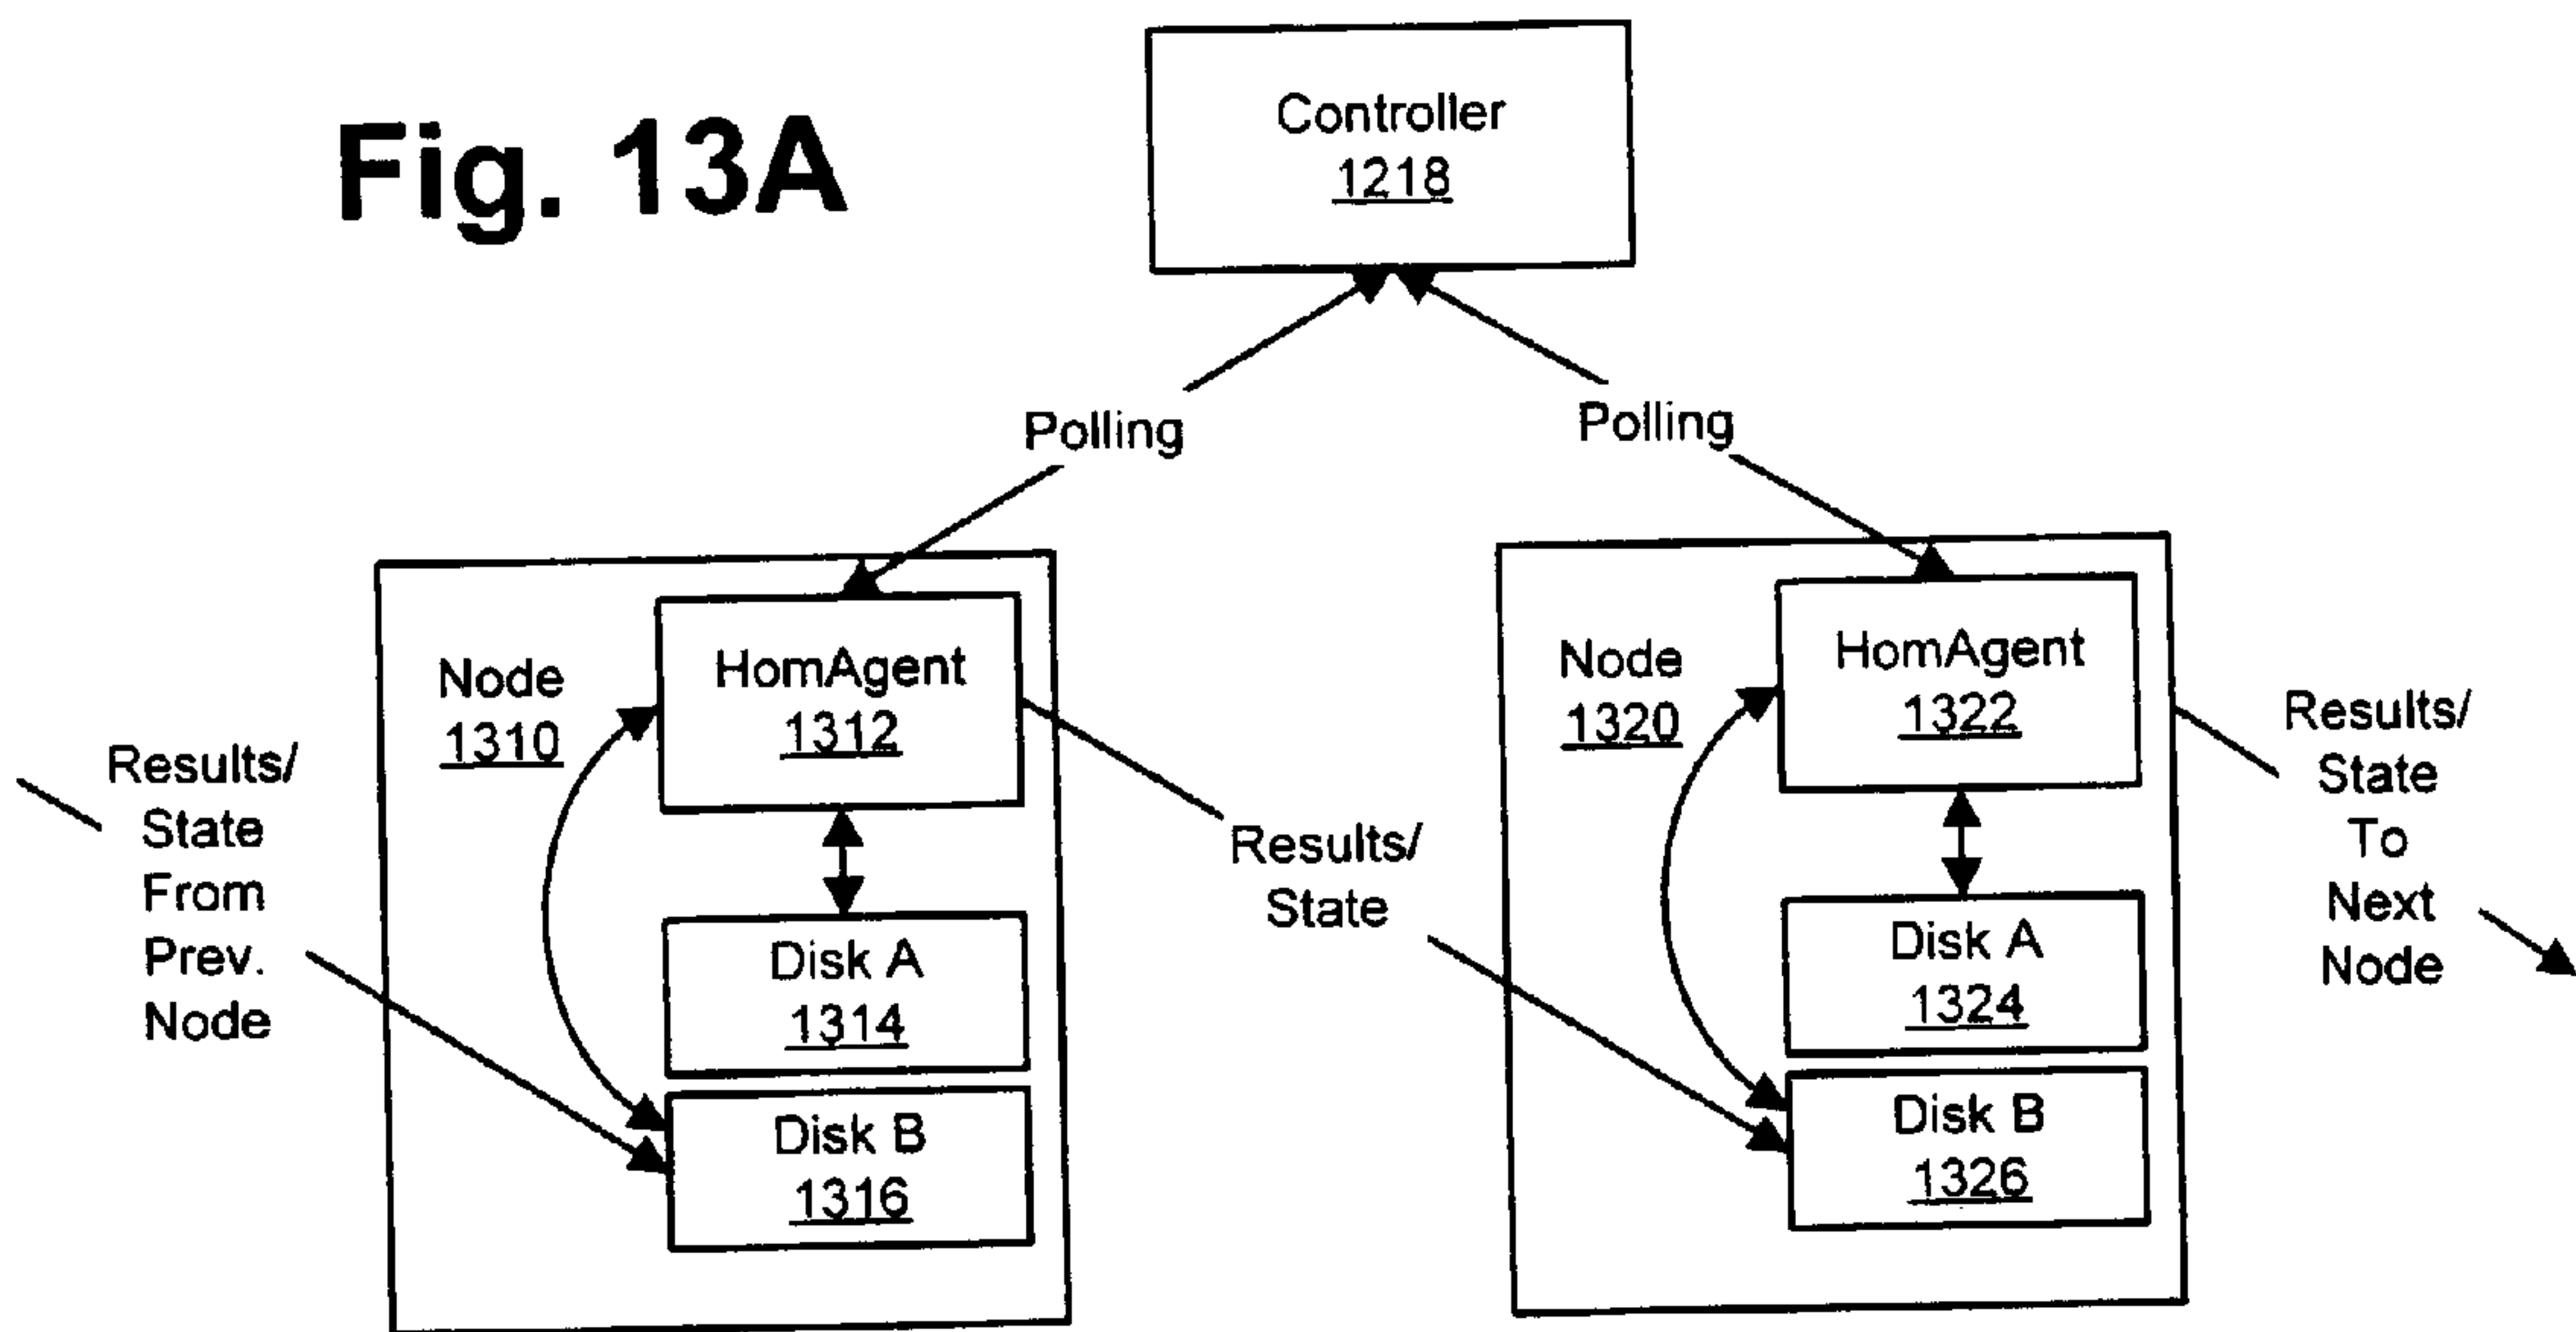 Fig. 13A
Controller
1218
Polling
Polling
Node
1310
HomAgent
1312
Node
1320
HomAgent
1322
Results/
State
From
Prev.
Node
Results/
State
Results/
State
To
Next
Node
Disk A
1314
Disk B
1316
Disk A
1324
Disk B
1326